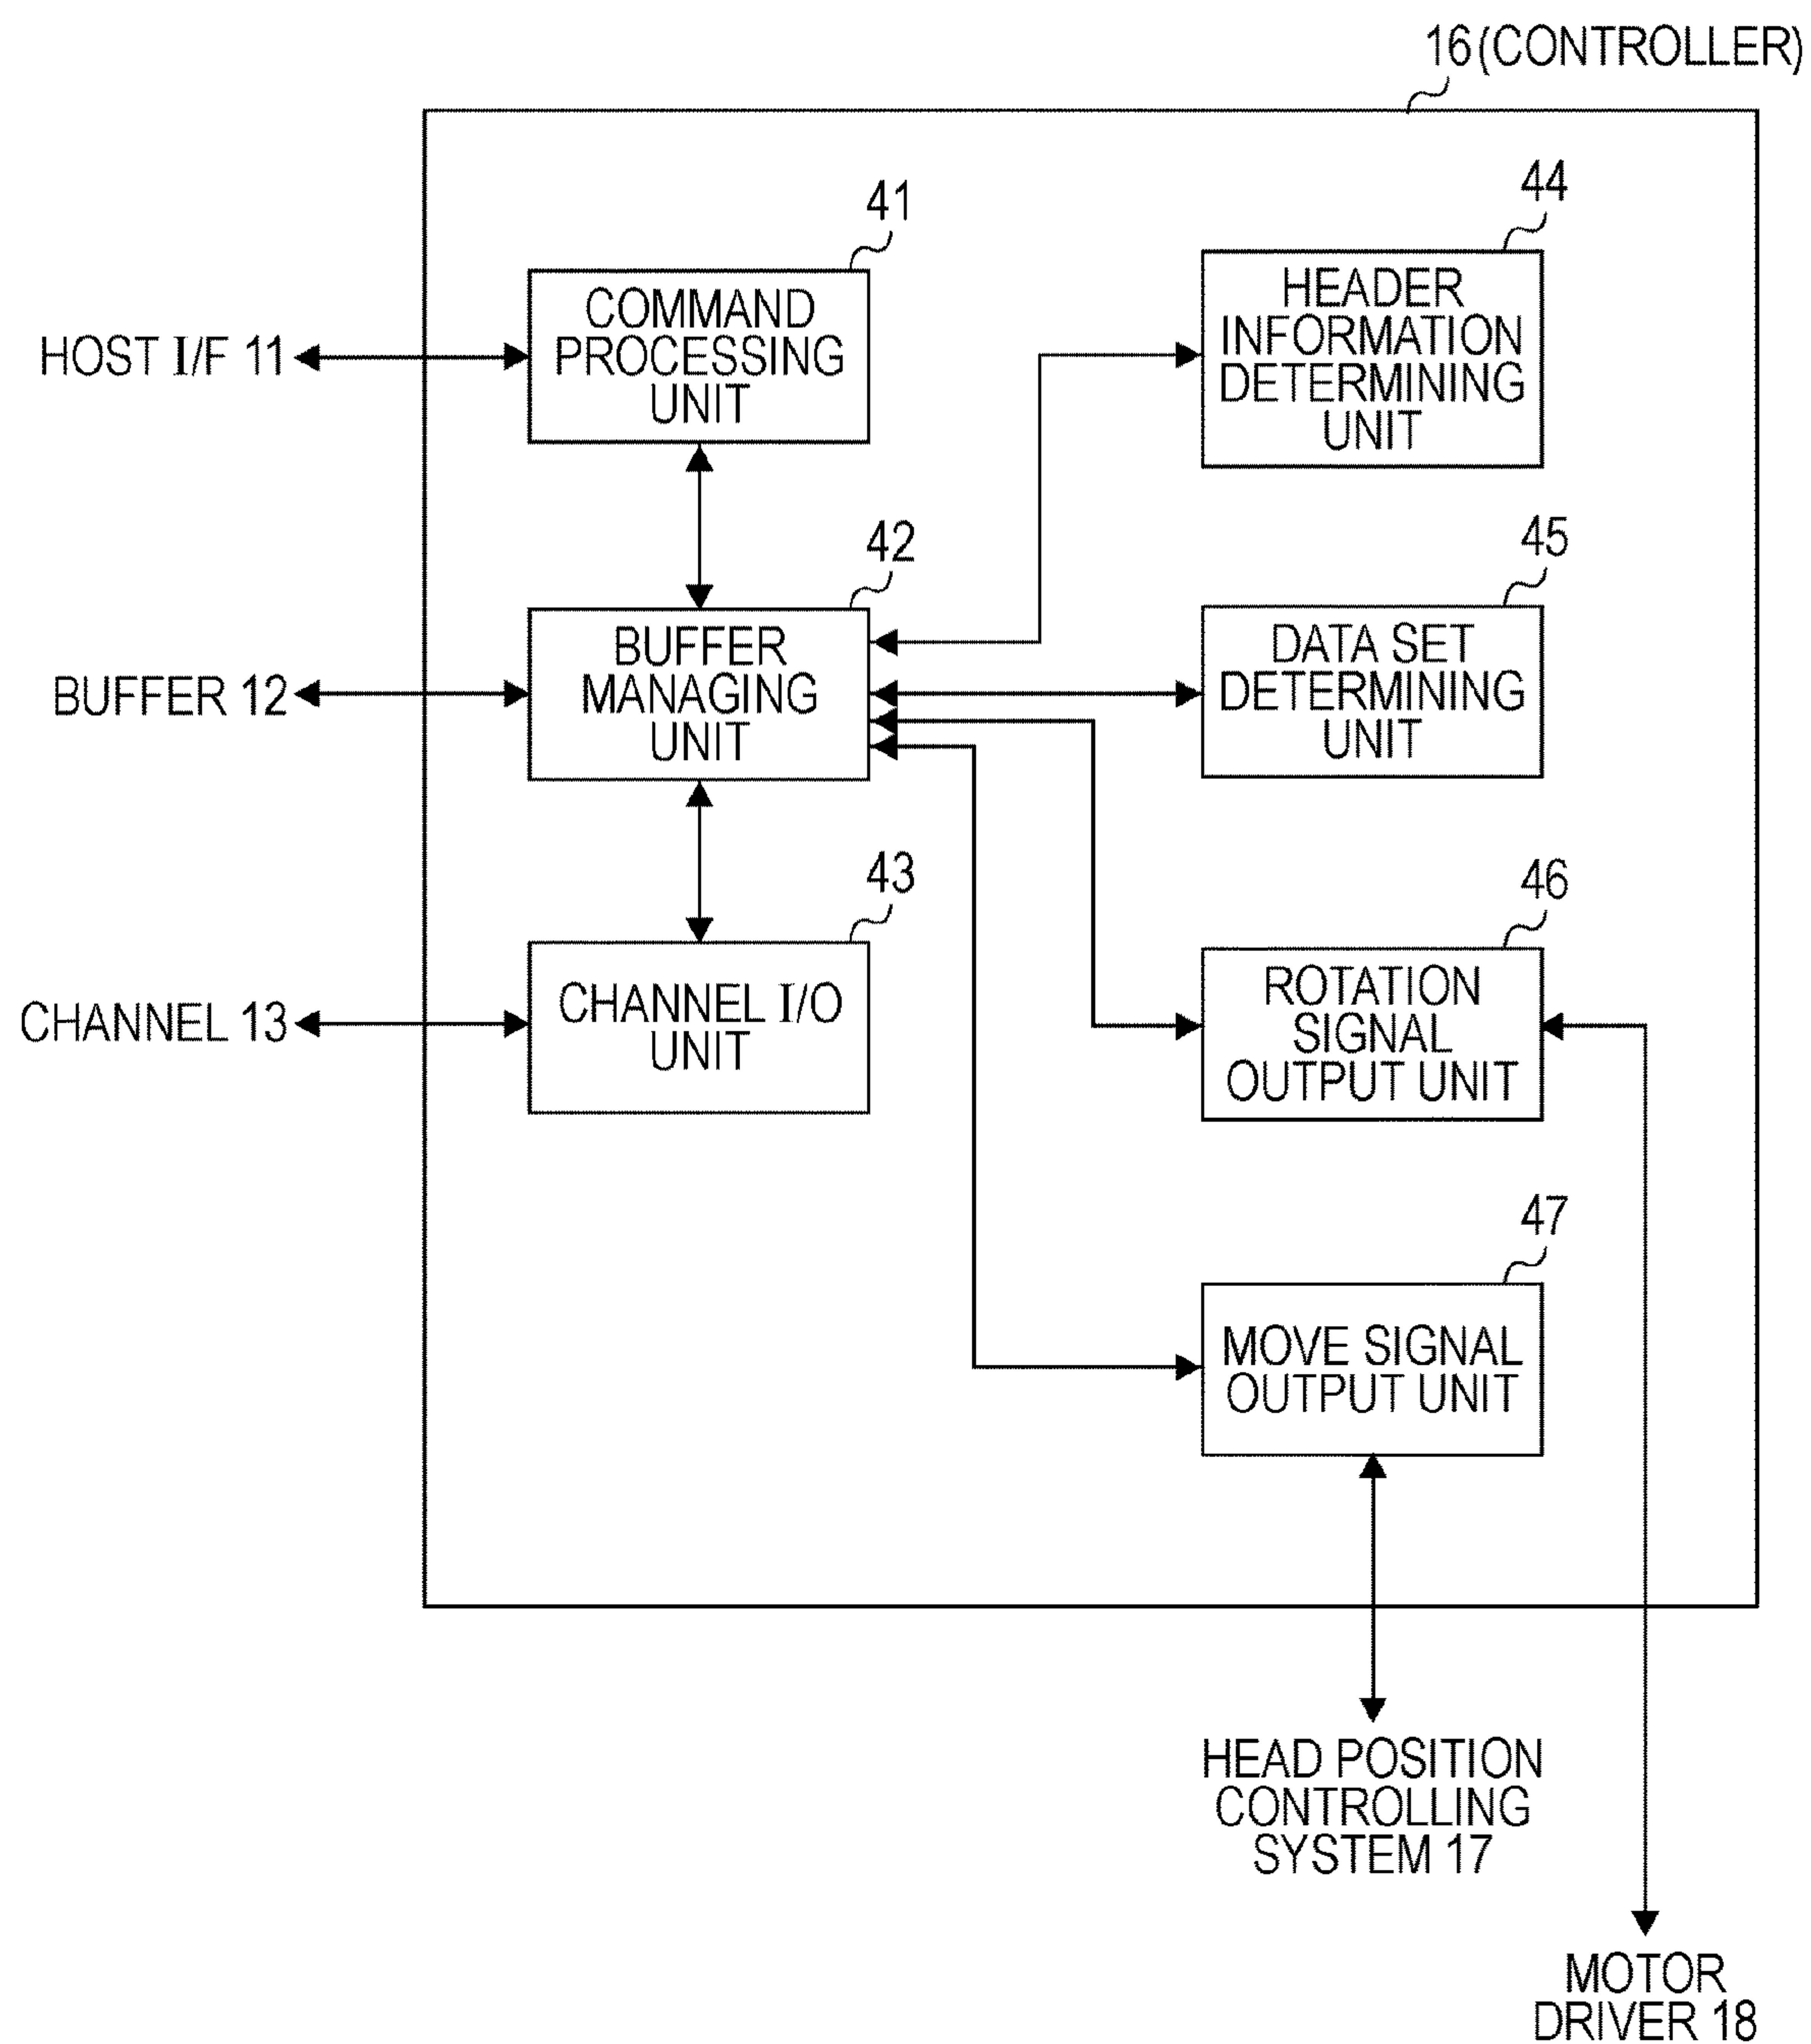 16 (CONTROLLER)
41
COMMAND
PROCESSING
UNIT
HOST I/F 11
44
HEADER
INFORMATION
DETERMINING
UNIT
42
BUFFER
MANAGING
UNIT
BUFFER 12
45
DATA SET
DETERMINING
UNIT
43
CHANNEL I/O
UNIT
CHANNEL 13
46
ROTATION
SIGNAL
OUTPUT UNIT
47
MOVE SIGNAL
OUTPUT UNIT
HEAD POSITION
CONTROLLING
SYSTEM 17
MOTOR
DRIVER 18